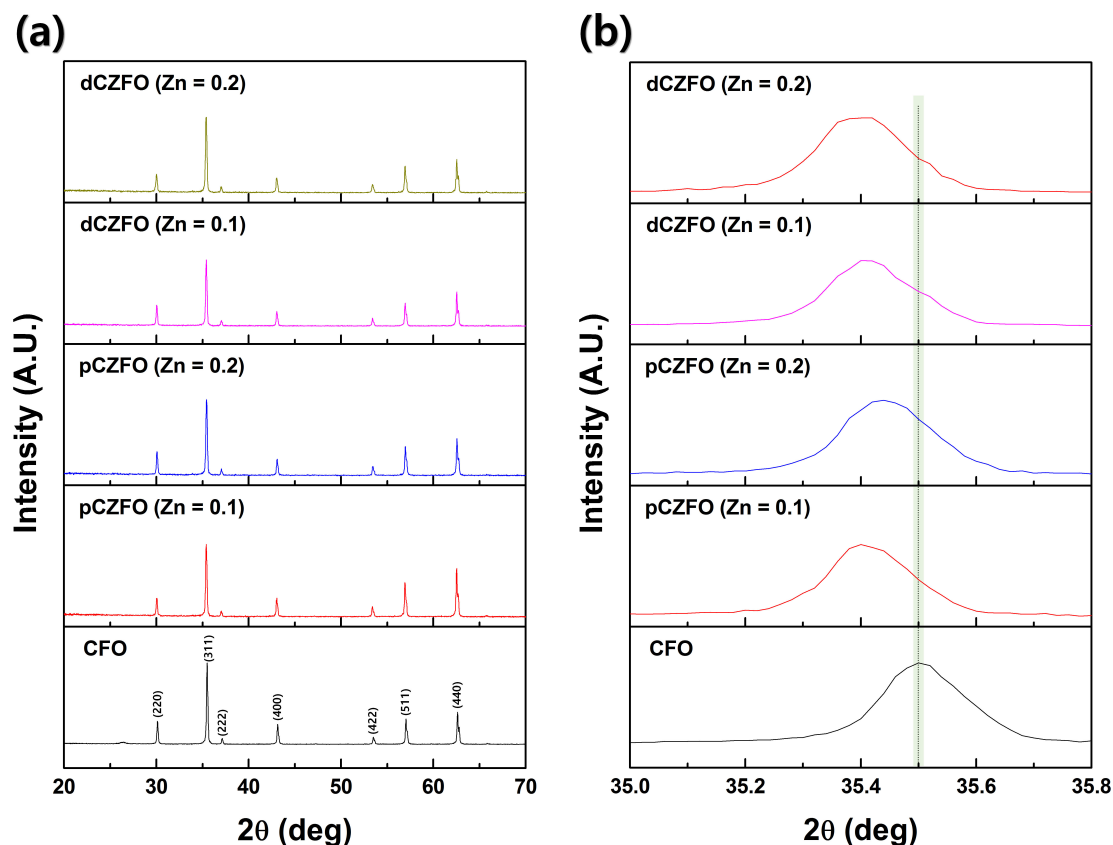 (a)
dCZFO (Zn = 0.2)
dCZFO (Zn = 0.1)
pCZFO (Zn = 0.2)
pCZFO (Zn = 0.1)
CFO
(220)
(311)
(222)
(400)
(422)
(511)
(440)
20 30 40 50 60 70
2θ (deg)
Intensity (A.U.)
(b)
dCZFO (Zn = 0.2)
dCZFO (Zn = 0.1)
pCZFO (Zn = 0.2)
pCZFO (Zn = 0.1)
CFO
35.0 35.2 35.4 35.6 35.8
2θ (deg)
Intensity (A.U.)